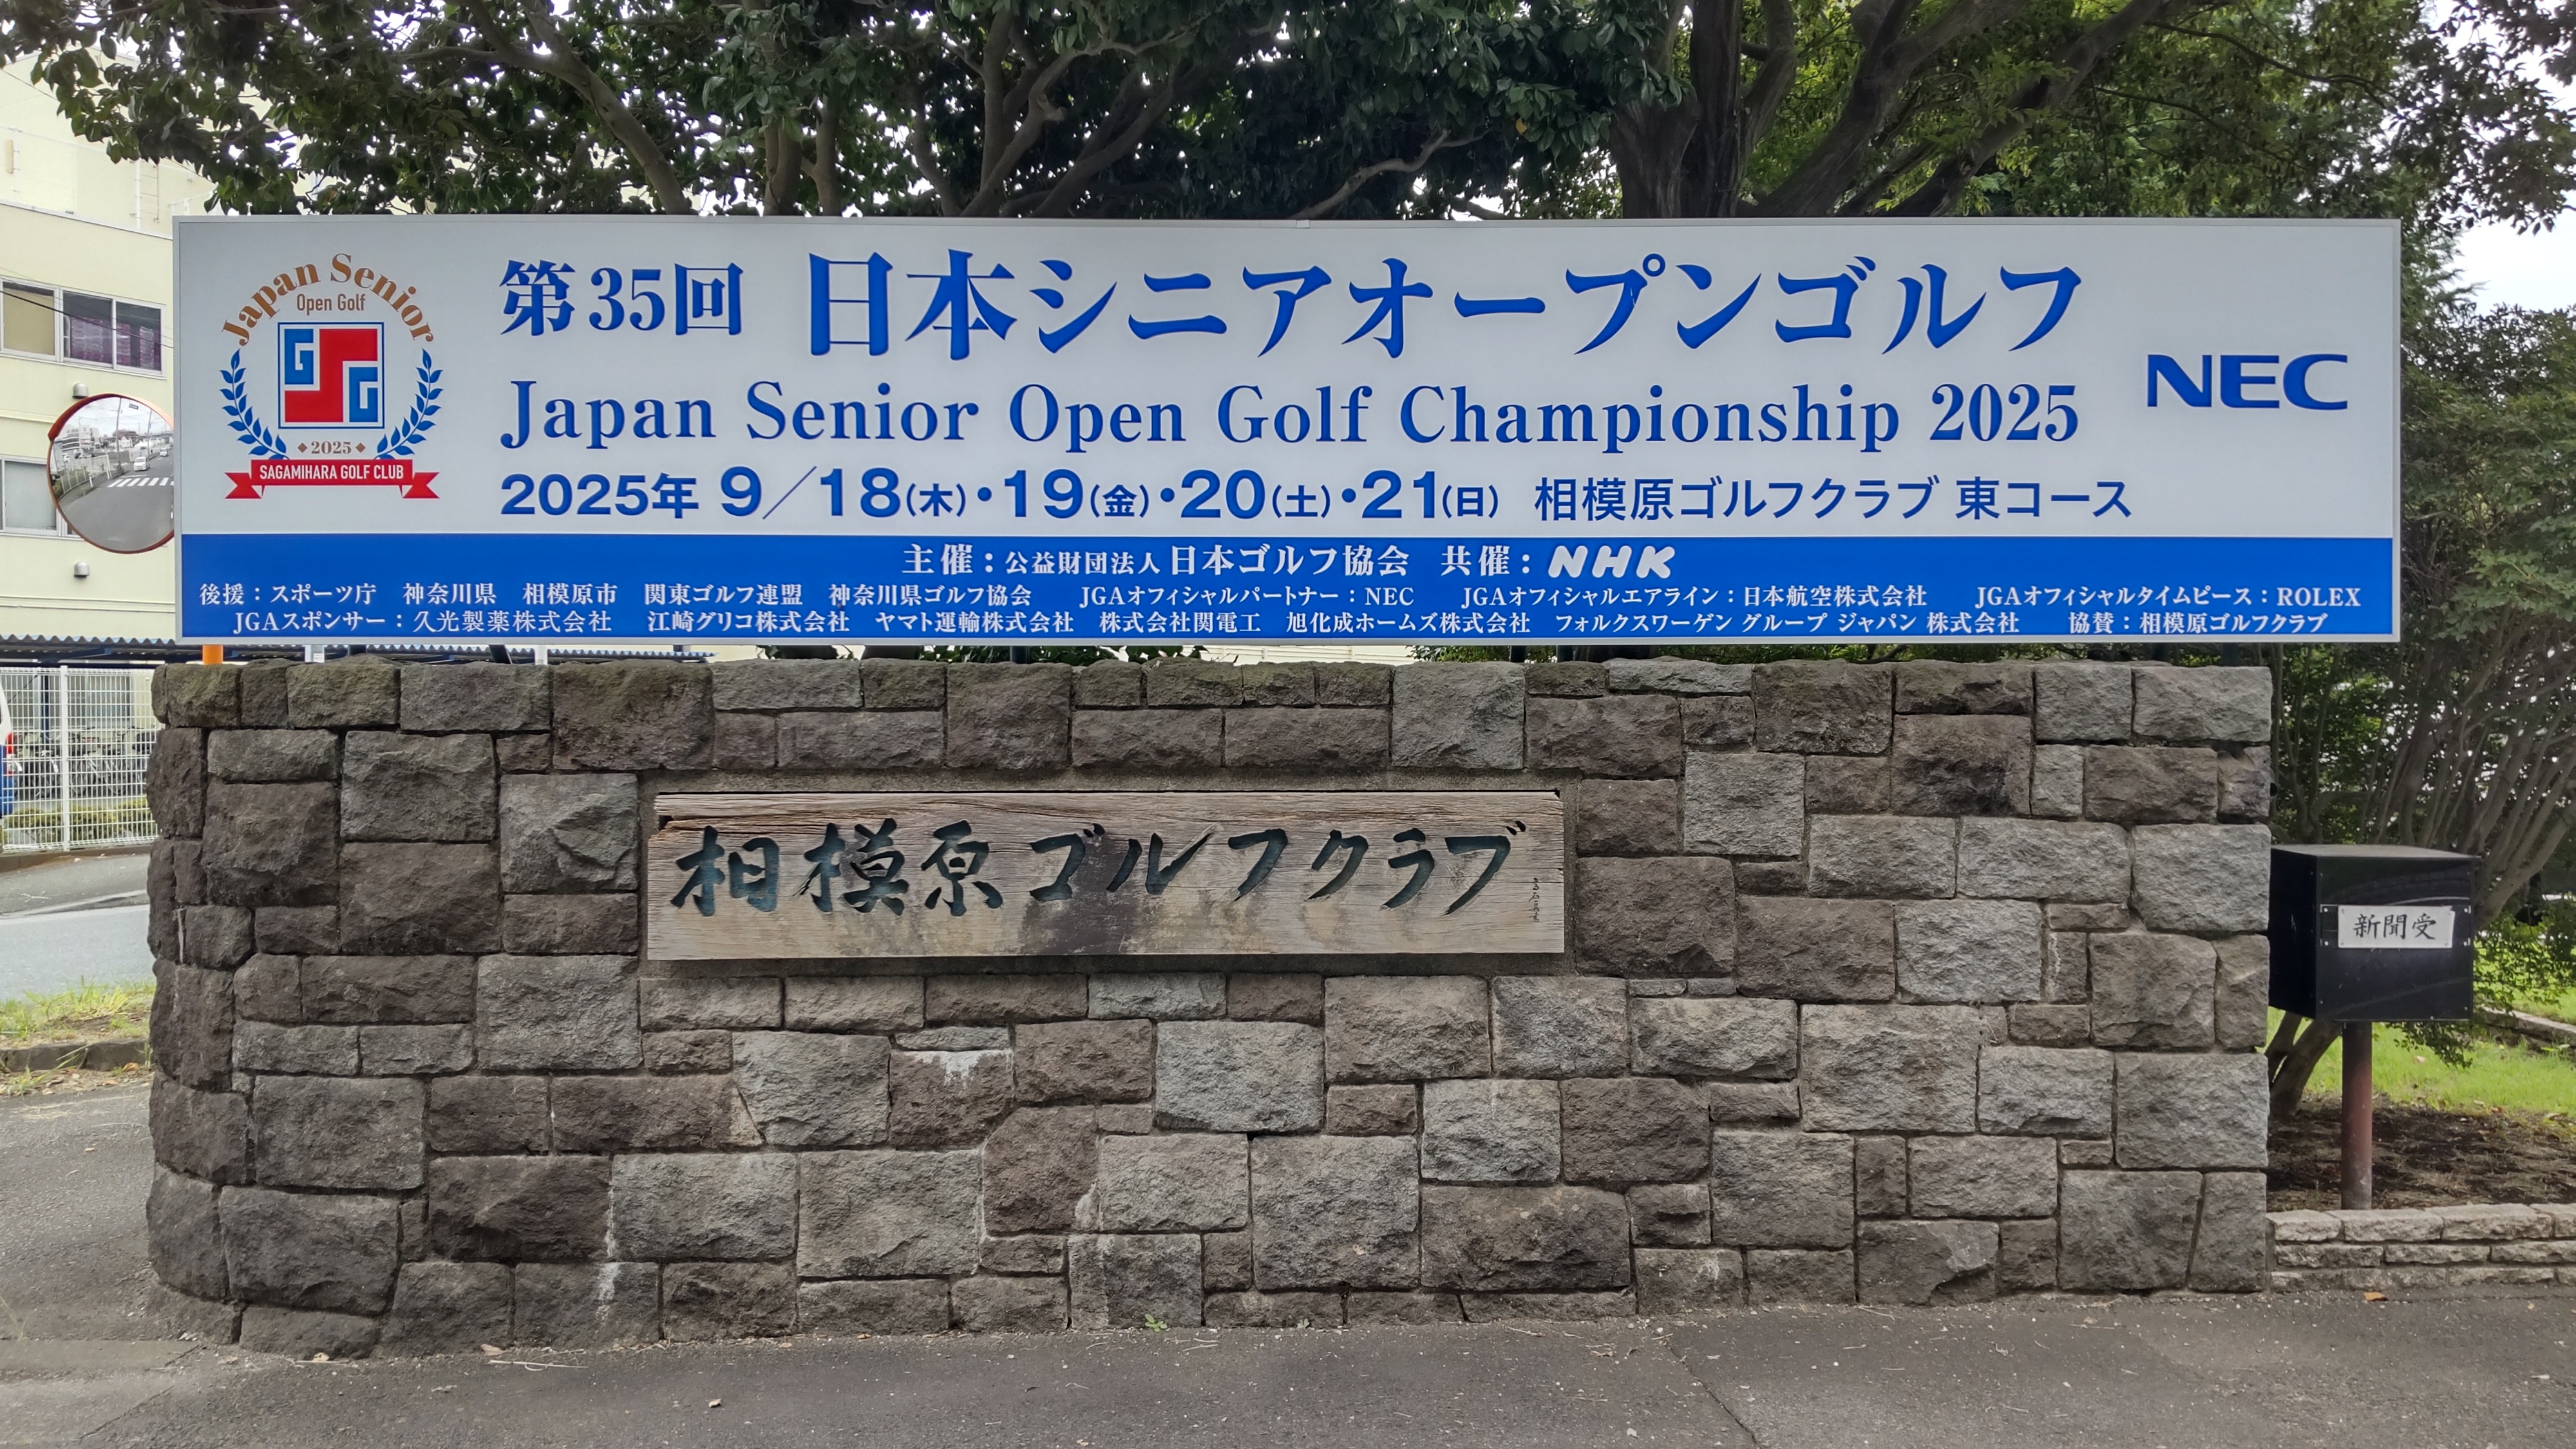 Japan Senior
Open Golf
GSG
2025
SAGAMIHARA GOLF CLUB
第35回 日本シニアオープンゴルフ
Japan Senior Open Golf Championship 2025
2025年 9/18(木)・19(金)・20(土)・21(日) 相模原ゴルフクラブ 東コース
NEC
主催：公益財団法人日本ゴルフ協会 共催：NHK
後援：スポーツ庁 神奈川県 相模原市 関東ゴルフ連盟 神奈川県ゴルフ協会 JGAオフィシャルパートナー：NEC JGAオフィシャルエアライン：日本航空株式会社 JGAオフィシャルタイムピース：ROLEX
JGAスポンサー：久光製薬株式会社 江崎グリコ株式会社 ヤマト運輸株式会社 株式会社関電工 旭化成ホームズ株式会社 フォルクスワーゲン グループ ジャパン 株式会社 協賛：相模原ゴルフクラブ
相模原ゴルフクラブ
新聞受